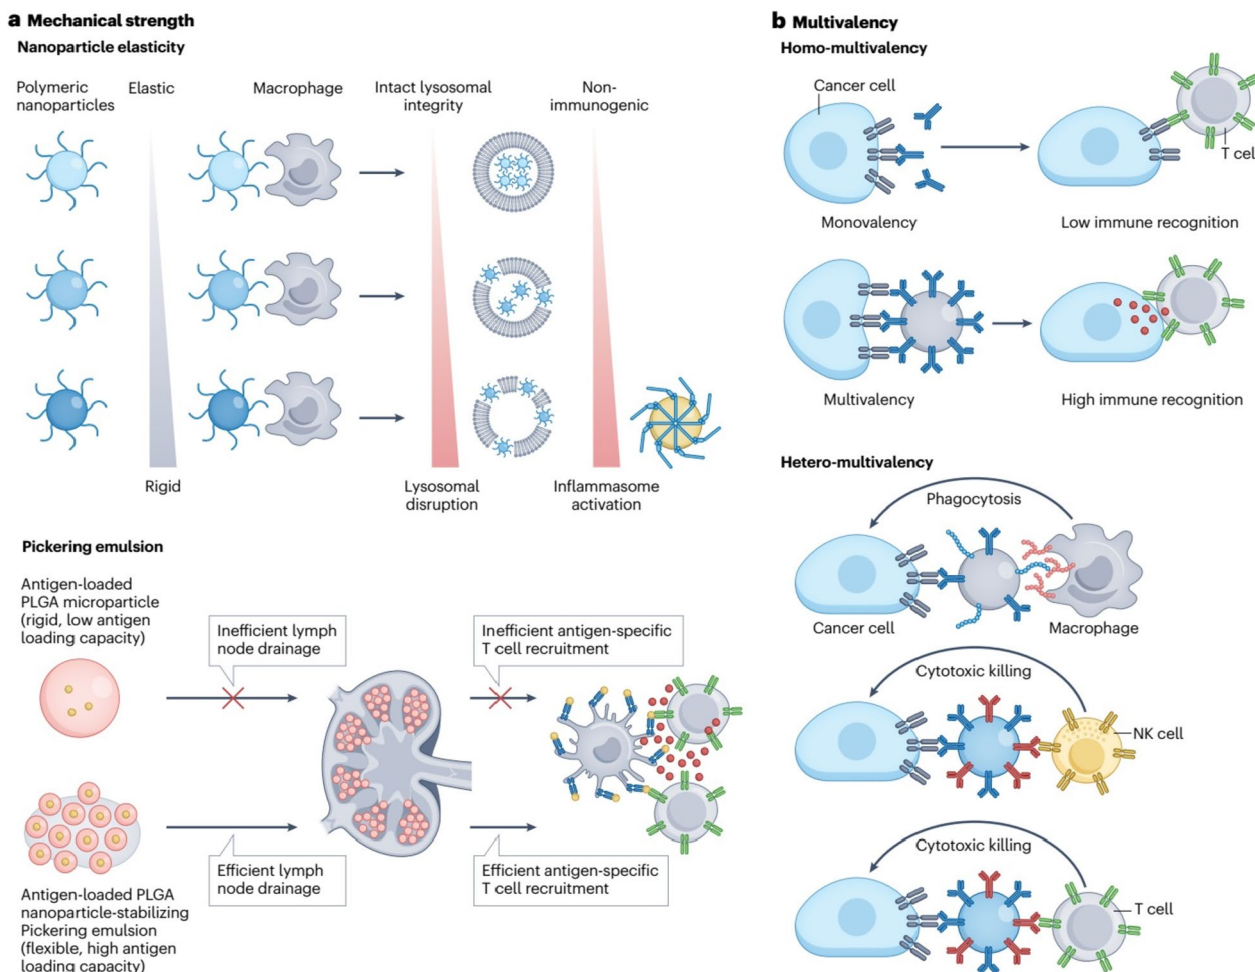 a Mechanical strength
Nanoparticle elasticity
Polymeric
nanoparticles
Elastic
Macrophage
Intact lysosomal
integrity
Non-
immunogenic
Rigid
Lysosomal
disruption
Inflammasome
activation
Pickering emulsion
Antigen-loaded
PLGA microparticle
(rigid, low antigen
loading capacity)
Inefficient lymph
node drainage
Inefficient antigen-specific
T cell recruitment
Efficient lymph
node drainage
Efficient antigen-specific
T cell recruitment
Antigen-loaded PLGA
nanoparticle-stabilizing
Pickering emulsion
(flexible, high antigen
loading capacity)
b Multivalency
Homo-multivalency
Cancer cell
T cell
Monovalency
Low immune recognition
Multivalency
High immune recognition
Hetero-multivalency
Phagocytosis
Cancer cell
Macrophage
Cytotoxic killing
NK cell
Cytotoxic killing
T cell